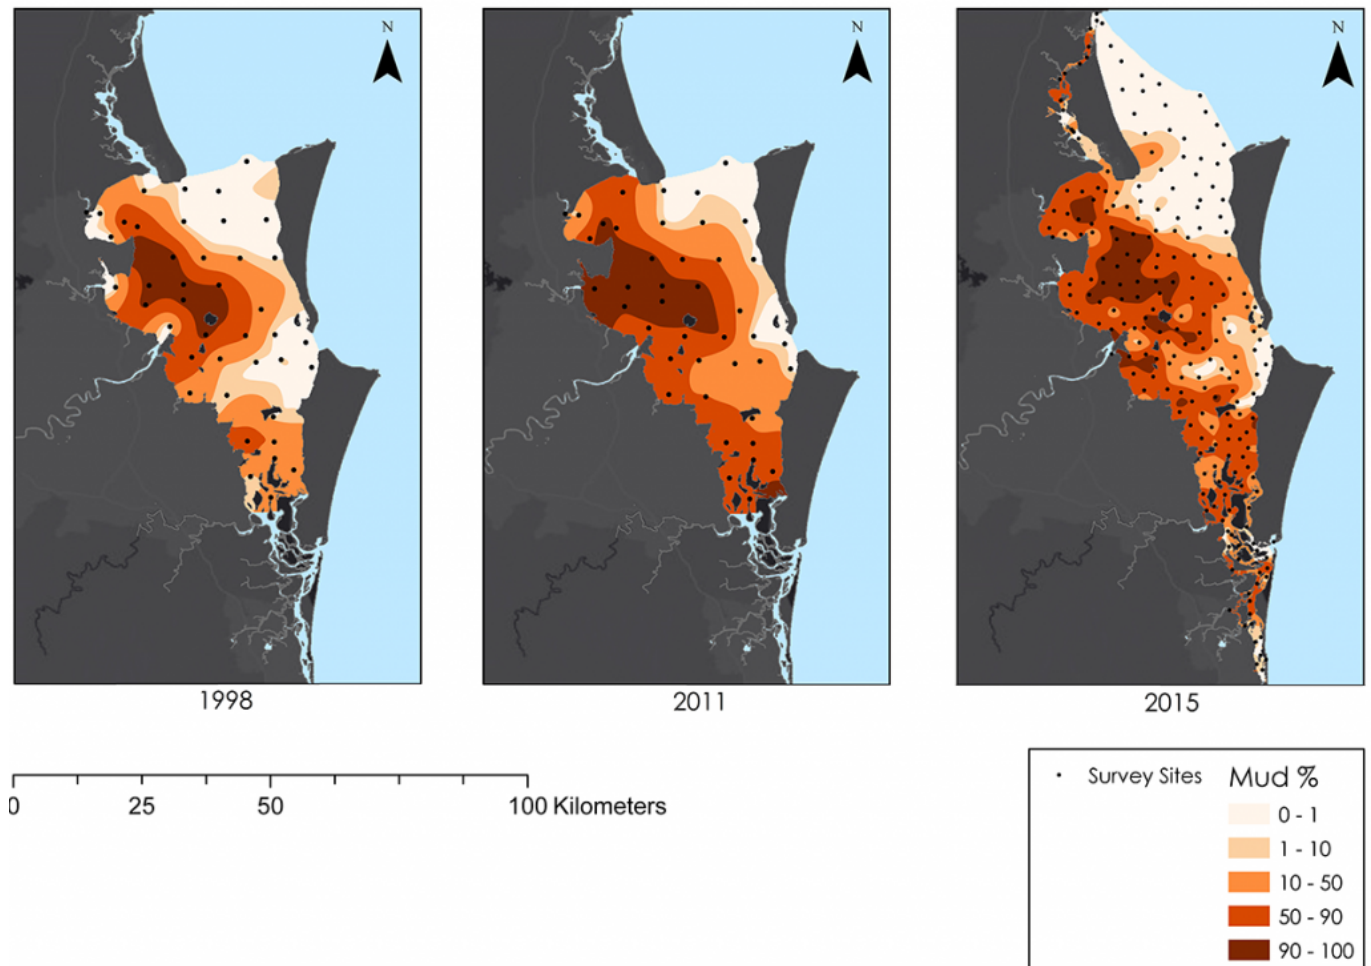 N
N
N
1998
2011
2015
0 25 50 100 Kilometers
Survey Sites Mud %
0 - 1
1 - 10
10 - 50
50 - 90
90 - 100